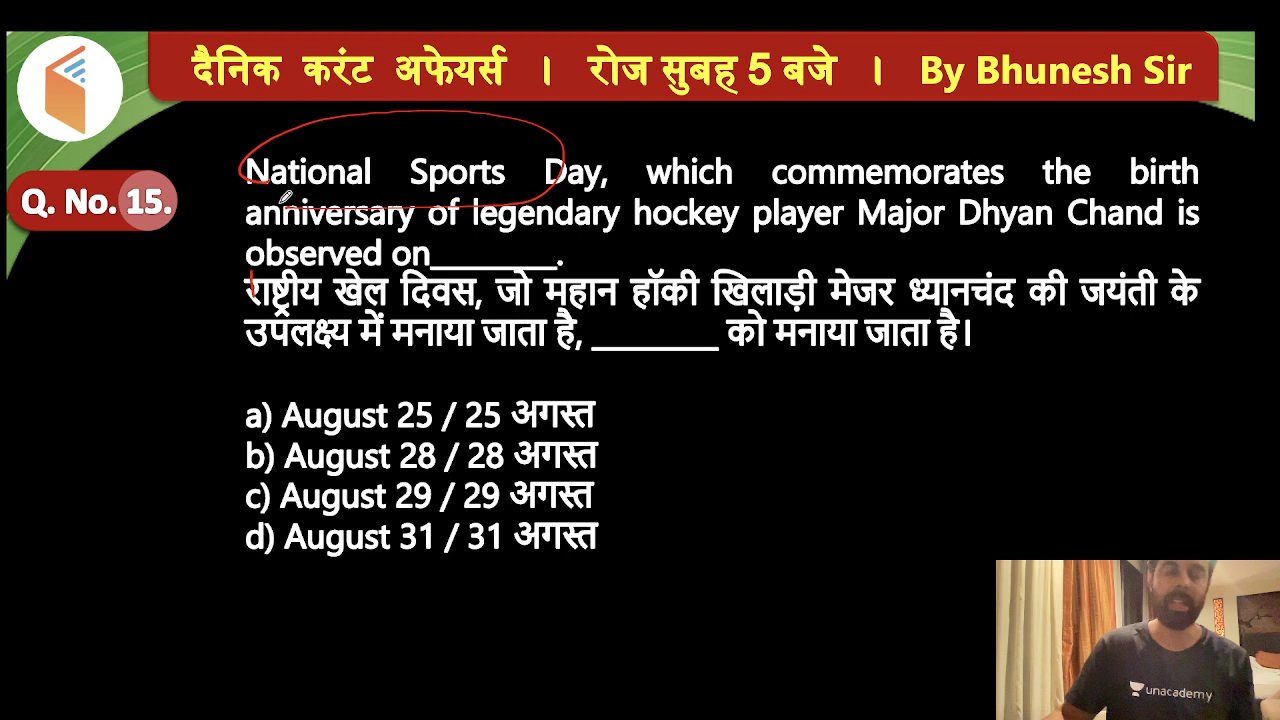 दैनिक करंट अफेयर्स । रोज सुबह 5 बजे । By Bhunesh Sir
Q. No. 15.
National Sports Day, which commemorates the birth
anniversary of legendary hockey player Major Dhyan Chand is
observed on________.
राष्ट्रीय खेल दिवस, जो महान हॉकी खिलाड़ी मेजर ध्यानचंद की जयंती के
उपलक्ष्य में मनाया जाता है, ________ को मनाया जाता है।
a) August 25 / 25 अगस्त
b) August 28 / 28 अगस्त
c) August 29 / 29 अगस्त
d) August 31 / 31 अगस्त
unacademy